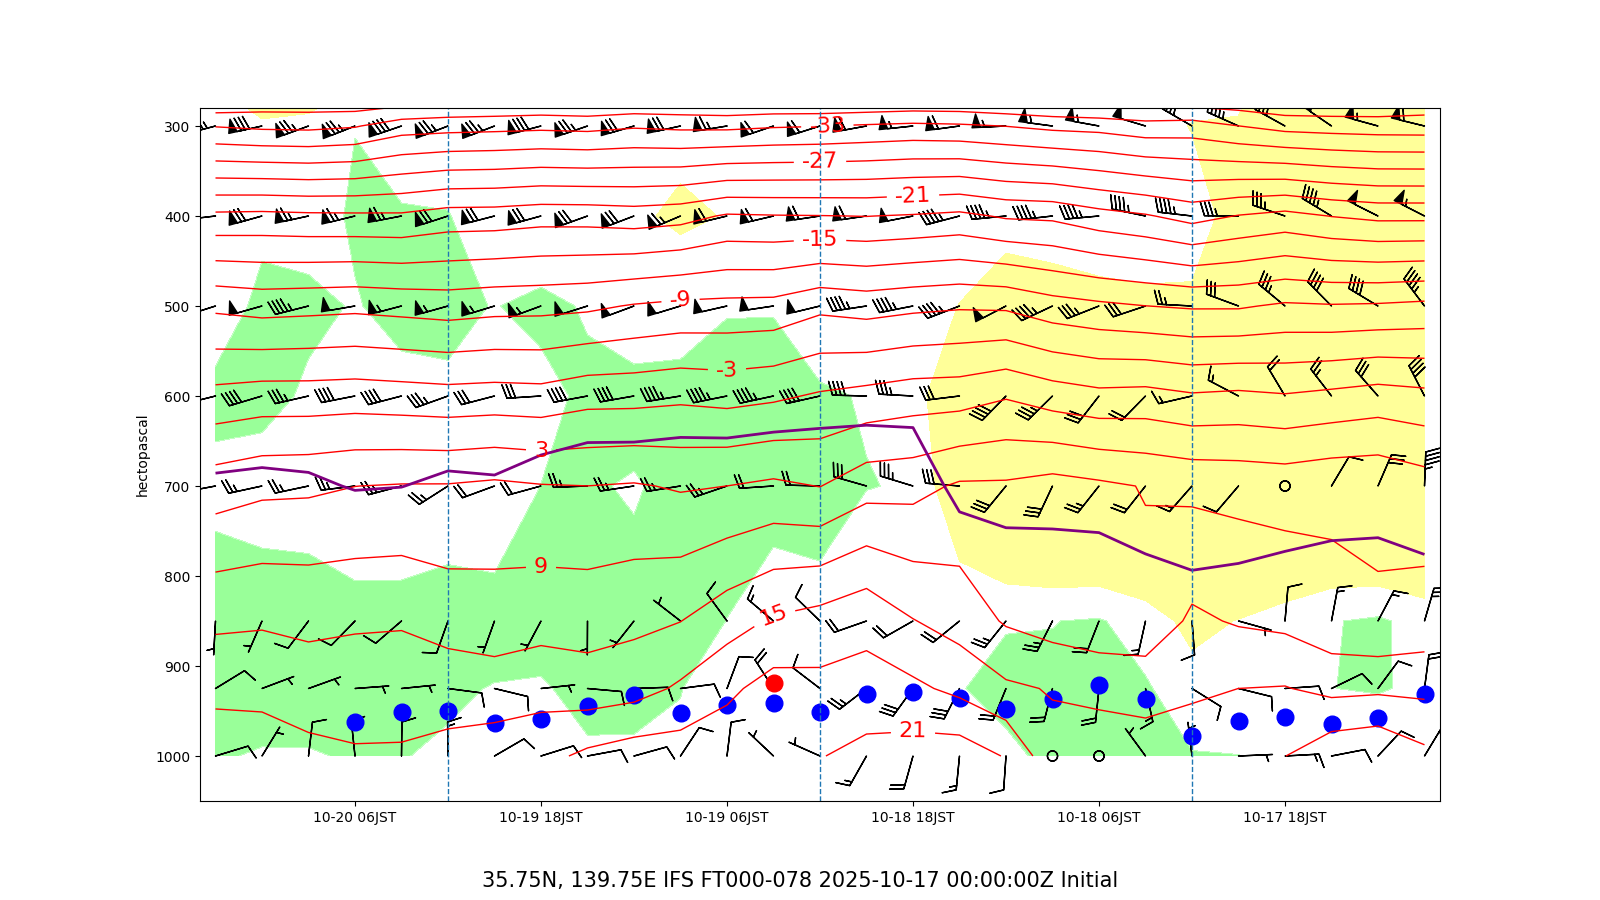 300
400
500
600
700
800
900
1000
hectopascal
-27
-21
-15
-9
-3
3
9
15
21
10-20 06JST
10-19 18JST
10-19 06JST
10-18 18JST
10-18 06JST
10-17 18JST
35.75N, 139.75E IFS FT000-078 2025-10-17 00:00:00Z Initial